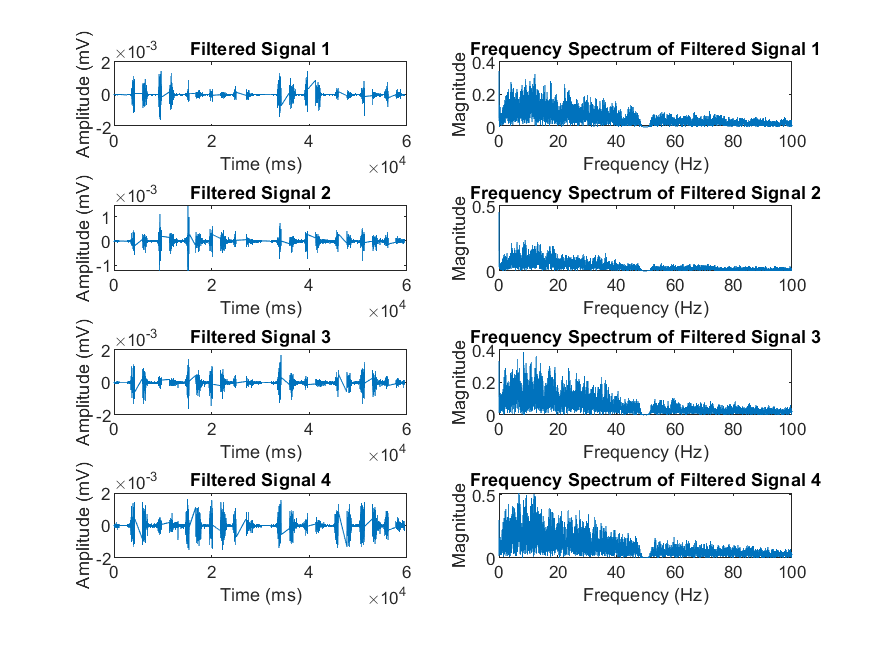 ×10-3
Filtered Signal 1
Amplitude (mV)
2
0
-2
0
2
4
6
Time (ms)
×104
Frequency Spectrum of Filtered Signal 1
Magnitude
0.4
0.2
0
0
20
40
60
80
100
Frequency (Hz)
×10-3
Filtered Signal 2
Amplitude (mV)
1
0
-1
0
2
4
6
Time (ms)
×104
Frequency Spectrum of Filtered Signal 2
Magnitude
0.5
0
0
20
40
60
80
100
Frequency (Hz)
×10-3
Filtered Signal 3
Amplitude (mV)
2
0
-2
0
2
4
6
Time (ms)
×104
Frequency Spectrum of Filtered Signal 3
Magnitude
0.4
0.2
0
0
20
40
60
80
100
Frequency (Hz)
×10-3
Filtered Signal 4
Amplitude (mV)
2
0
-2
0
2
4
6
Time (ms)
×104
Frequency Spectrum of Filtered Signal 4
Magnitude
0.5
0
0
20
40
60
80
100
Frequency (Hz)